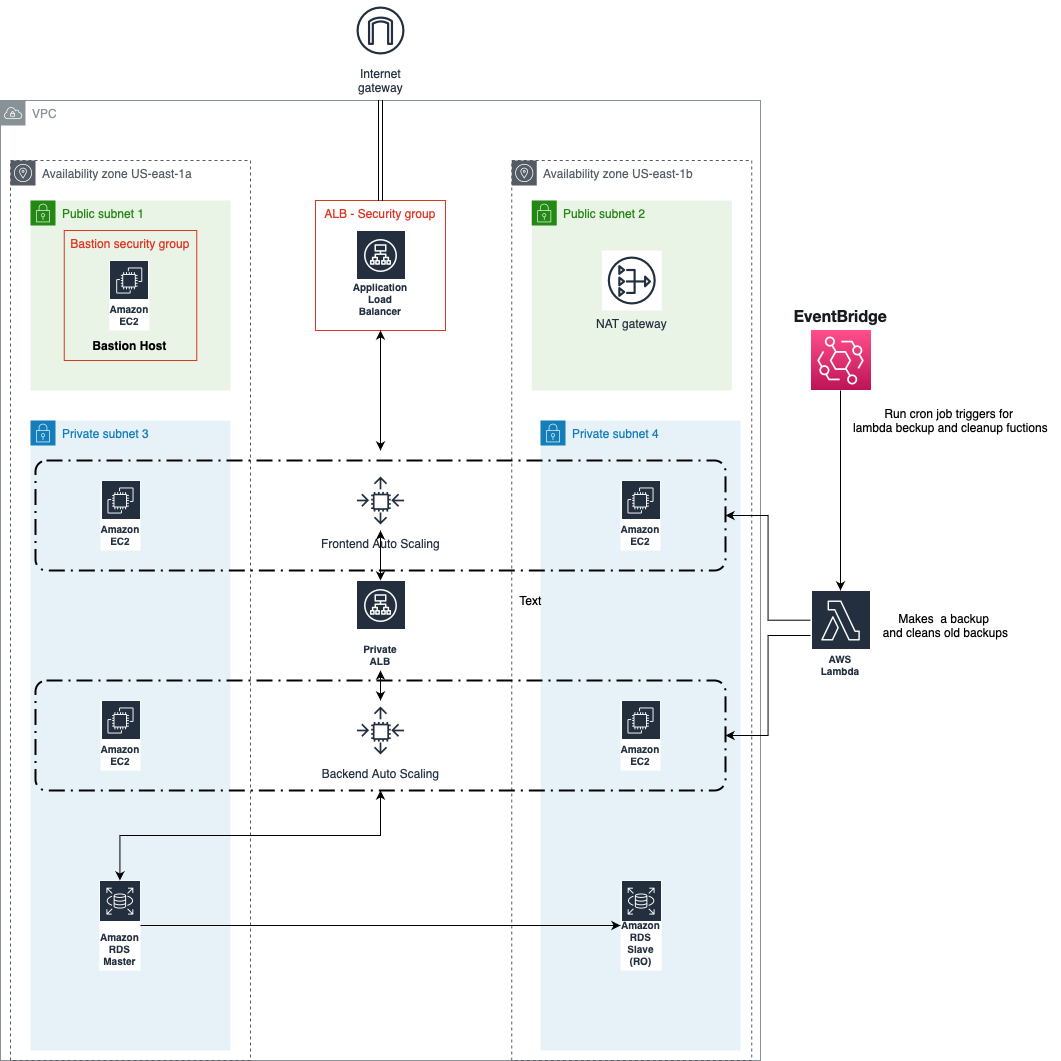 Internet
gateway
VPC
Availability zone US-east-1a
Availability zone US-east-1b
Public subnet 1
ALB - Security group
Public subnet 2
Bastion security group
Amazon
EC2
Bastion Host
Application
Load
Balancer
NAT gateway
EventBridge
Run cron job triggers for
lambda beckup and cleanup fuctions
Private subnet 3
Private subnet 4
Amazon
EC2
Frontend Auto Scaling
Amazon
EC2
Text
Private
ALB
Makes  a backup
and cleans old backups
AWS
Lambda
Amazon
EC2
Backend Auto Scaling
Amazon
EC2
Amazon
RDS
Master
Amazon
RDS
Slave
(RO)